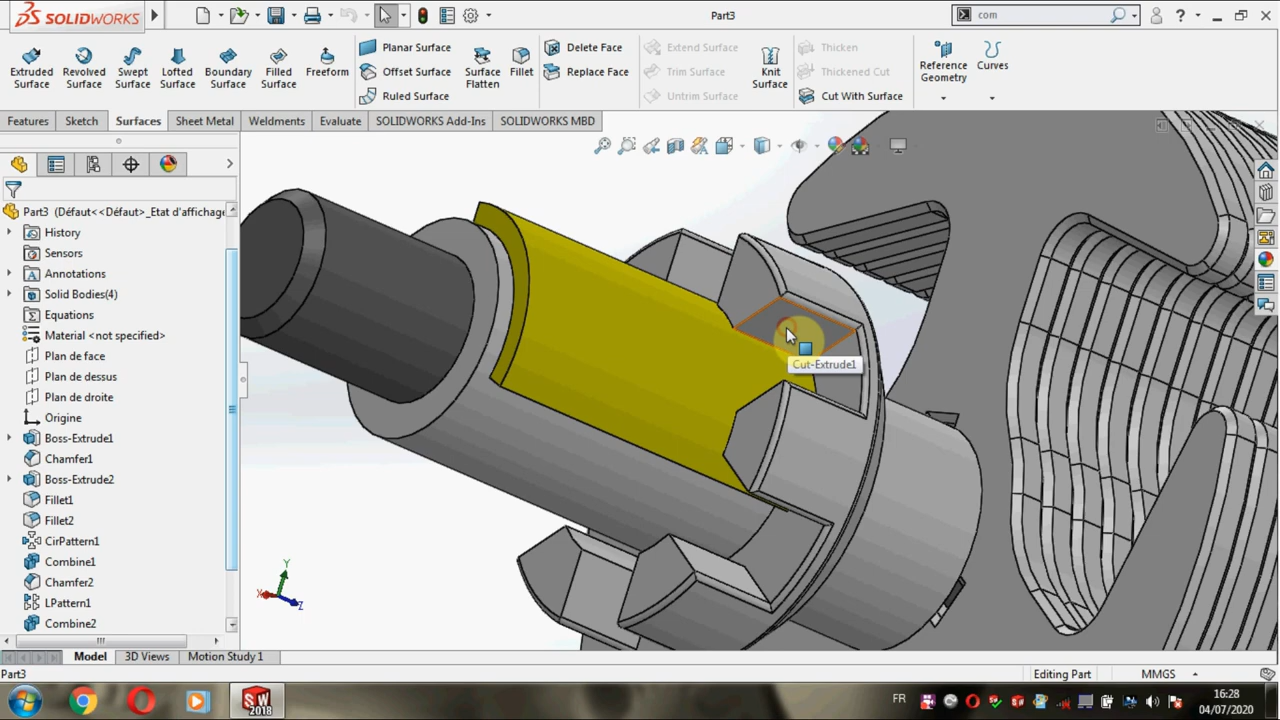 SOLIDWORKS
Part3
com
Extruded Surface
Revolved Surface
Swept Surface
Lofted Surface
Boundary Surface
Filled Surface
Freeform
Planar Surface
Offset Surface
Ruled Surface
Surface Flatten
Fillet
Delete Face
Replace Face
Extend Surface
Trim Surface
Untrim Surface
Knit Surface
Thicken
Thickened Cut
Cut With Surface
Reference Geometry
Curves
Features
Sketch
Surfaces
Sheet Metal
Weldments
Evaluate
SOLIDWORKS Add-Ins
SOLIDWORKS MBD
Part3 (Défaut<<Défaut>_Etat d'affichage
History
Sensors
Annotations
Solid Bodies(4)
Equations
Material <not specified>
Plan de face
Plan de dessus
Plan de droite
Origine
Boss-Extrude1
Chamfer1
Boss-Extrude2
Fillet1
Fillet2
CirPattern1
Combine1
Chamfer2
LPattern1
Combine2
Cut-Extrude1
Y
X
Z
Model
3D Views
Motion Study 1
Part3
Editing Part
MMGS
SW
2018
FR
16:28
04/07/2020